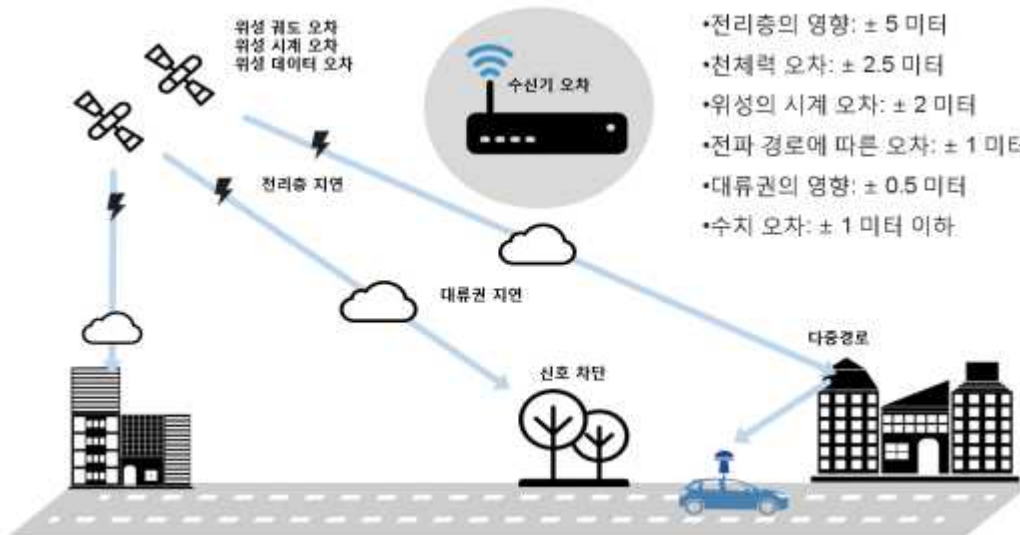 위성 궤도 오차
위성 시계 오차
위성 데이터 오차
수신기 오차
•전리층의 영향: ± 5 미터
•천체력 오차: ± 2.5 미터
•위성의 시계 오차: ± 2 미터
•전파 경로에 따른 오차: ± 1 미터
•대류권의 영향: ± 0.5 미터
•수치 오차: ± 1 미터 이하
전리층 지연
대류권 지연
다중경로
신호 차단